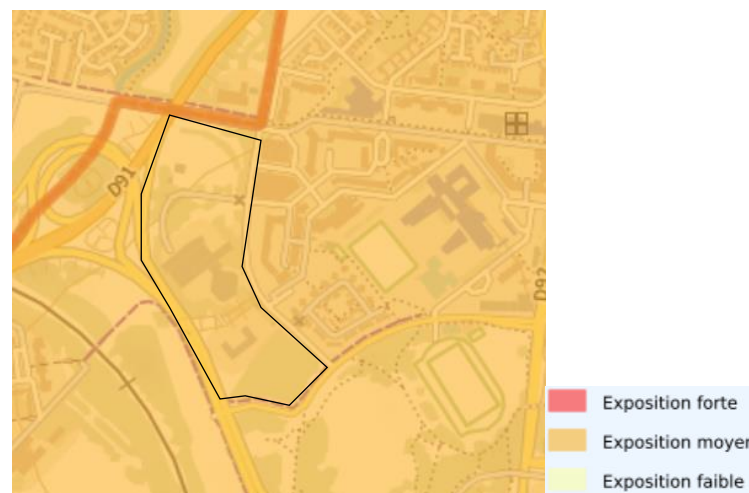 D91
D92
Exposition forte
Exposition moyen
Exposition faible